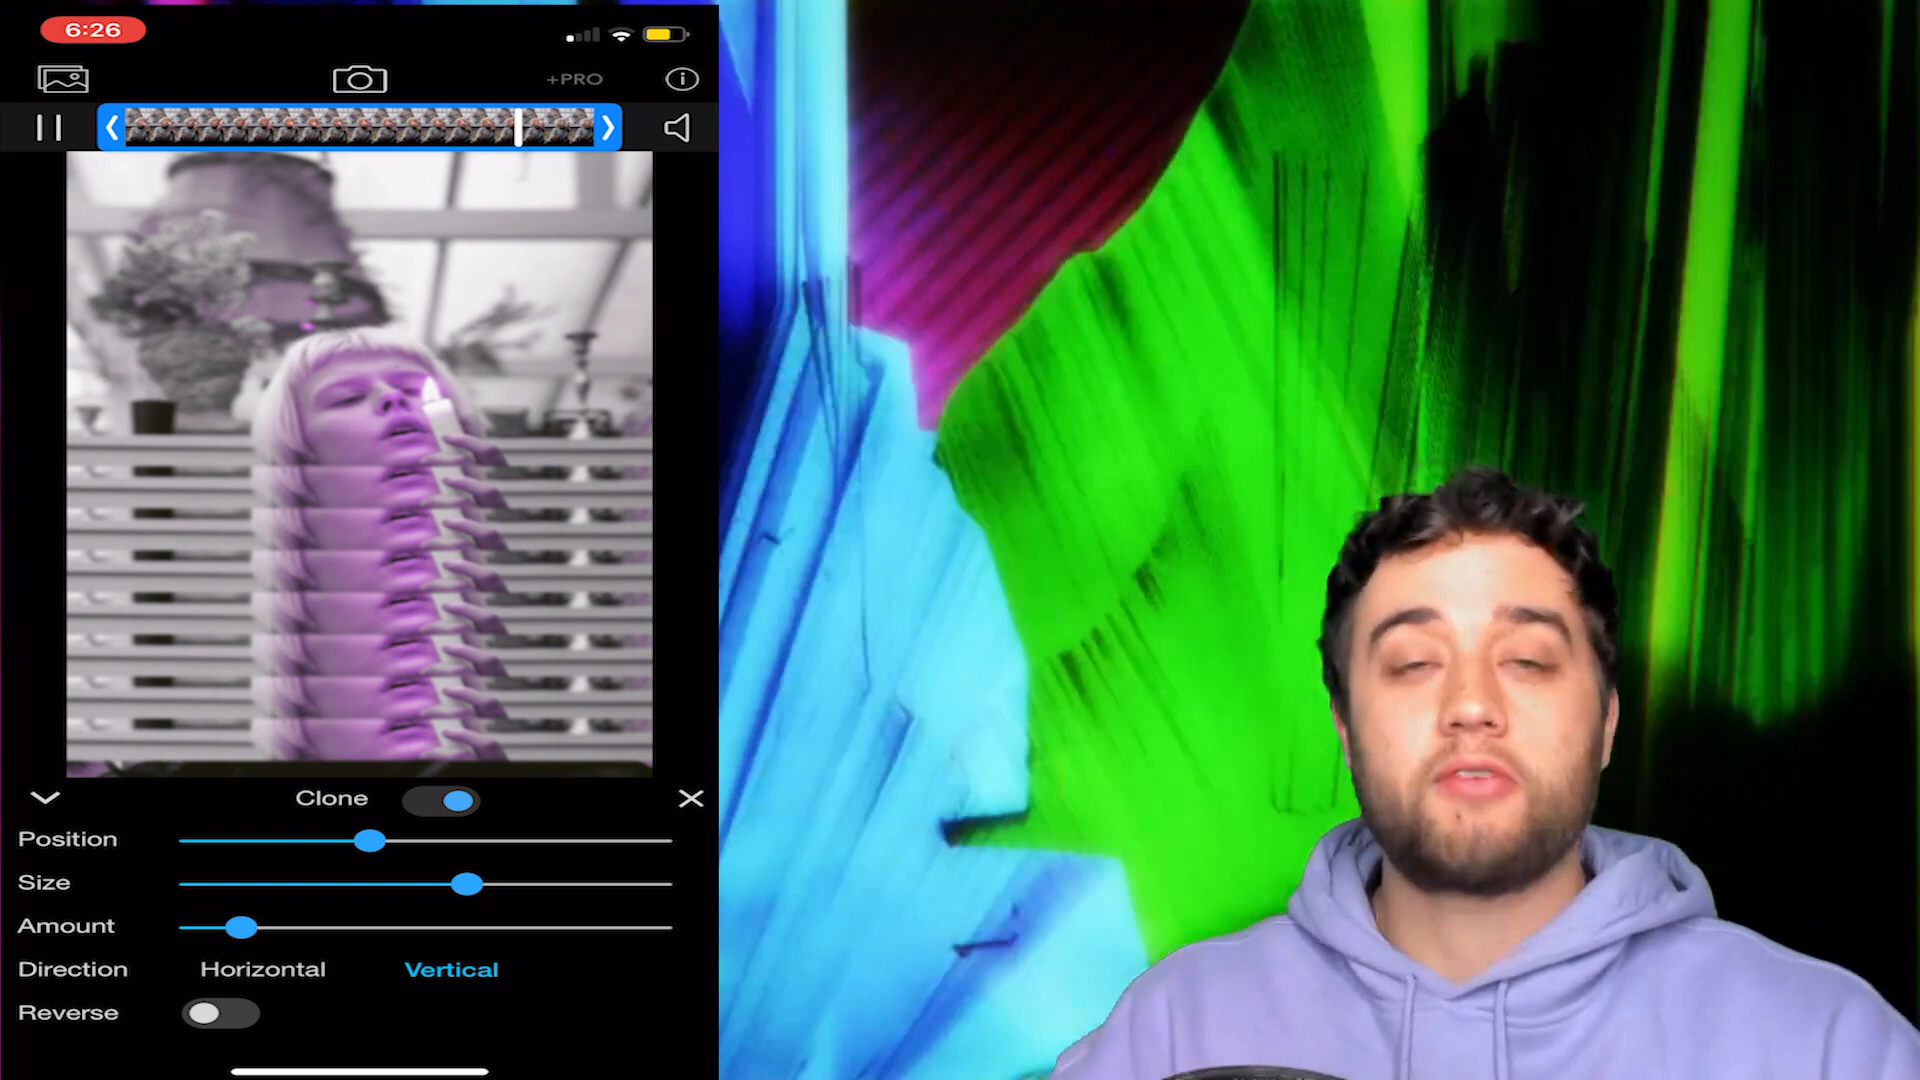 6:26
+PRO
Clone
Position
Size
Amount
Direction Horizontal Vertical
Reverse